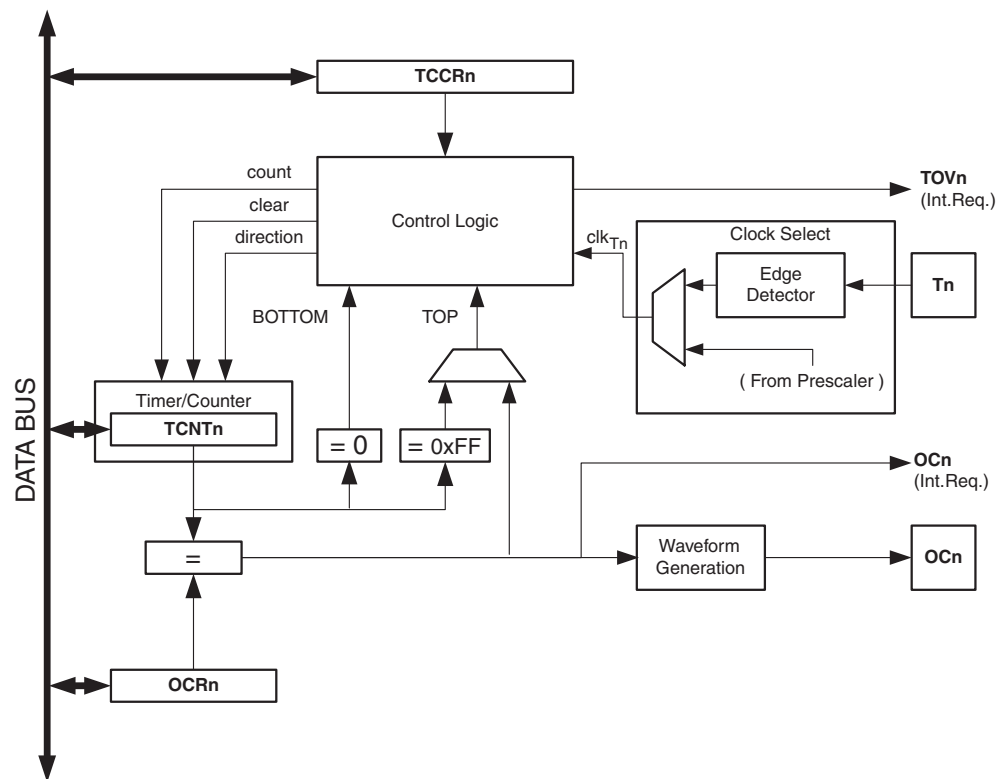 TCCRn
count
clear
direction
Control Logic
TOVn
(Int.Req.)
clkTn
Clock Select
Edge
Detector
Tn
( From Prescaler )
BOTTOM
TOP
Timer/Counter
TCNTn
= 0
= 0xFF
DATA BUS
OCn
(Int.Req.)
=
Waveform
Generation
OCn
OCRn